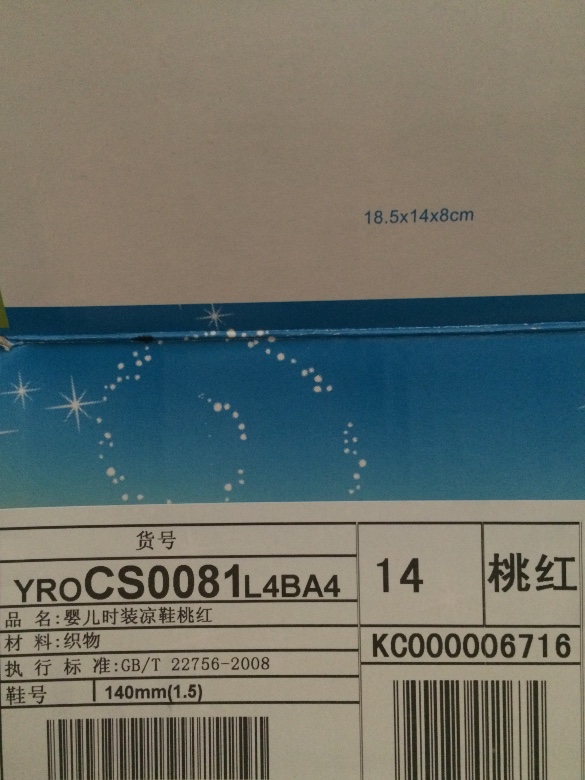 18.5x14x8cm
货号
YROCS0081L4BA4
14
桃红
品 名:婴儿时装凉鞋桃红
KC000006716
材 料:织物
执 行 标 准:GB/T 22756-2008
鞋号
140mm(1.5)